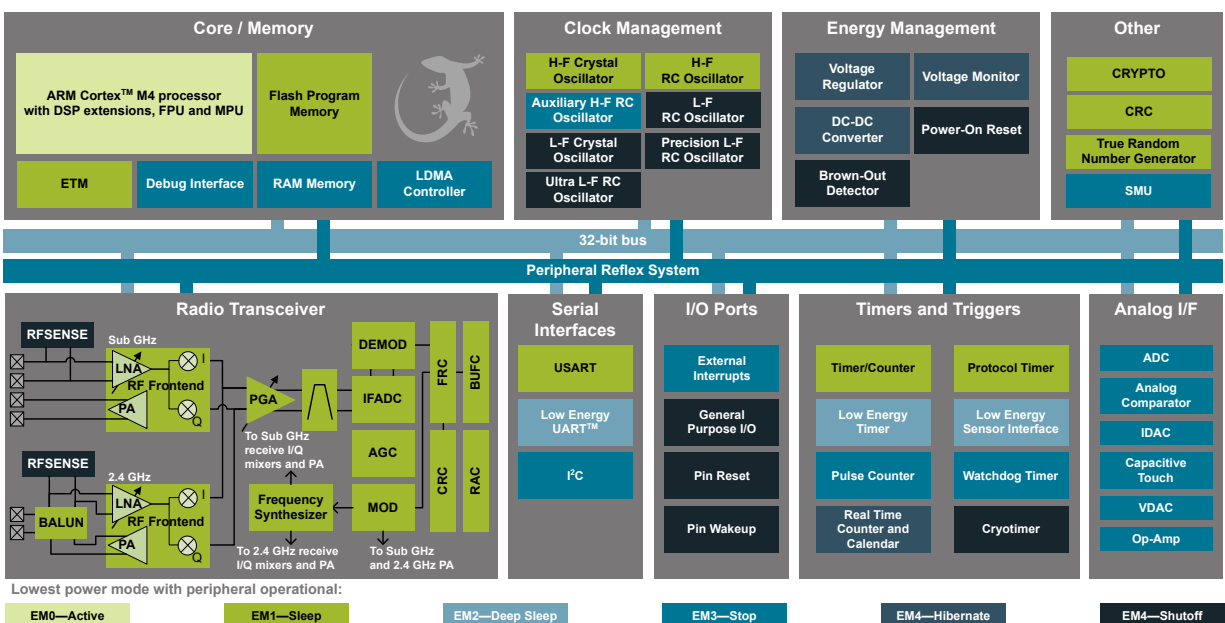 Core / Memory
ARM Cortex™ M4 processor
with DSP extensions, FPU and MPU
Flash Program
Memory
ETM
Debug Interface
RAM Memory
LDMA
Controller
Clock Management
H-F Crystal
Oscillator
H-F
RC Oscillator
Auxiliary H-F RC
Oscillator
L-F
RC Oscillator
L-F Crystal
Oscillator
Precision L-F
RC Oscillator
Ultra L-F RC
Oscillator
Energy Management
Voltage
Regulator
Voltage Monitor
DC-DC
Converter
Power-On Reset
Brown-Out
Detector
Other
CRYPTO
CRC
True Random
Number Generator
SMU
32-bit bus
Peripheral Reflex System
Radio Transceiver
RFSENSE
Sub GHz
LNA
RF Frontend
PA
I
Q
RFSENSE
BALUN
2.4 GHz
LNA
RF Frontend
PA
I
Q
PGA
To Sub GHz
receive I/Q
mixers and PA
Frequency
Synthesizer
To 2.4 GHz receive
I/Q mixers and PA
DEMOD
IFADC
AGC
MOD
To Sub GHz
and 2.4 GHz PA
FRC
BUFC
CRC
RAC
Serial
Interfaces
USART
Low Energy
UART™
I²C
I/O Ports
External
Interrupts
General
Purpose I/O
Pin Reset
Pin Wakeup
Timers and Triggers
Timer/Counter
Protocol Timer
Low Energy
Timer
Low Energy
Sensor Interface
Pulse Counter
Watchdog Timer
Real Time
Counter and
Calendar
Cryotimer
Analog I/F
ADC
Analog
Comparator
IDAC
Capacitive
Touch
VDAC
Op-Amp
Lowest power mode with peripheral operational:
EM0—Active
EM1—Sleep
EM2—Deep Sleep
EM3—Stop
EM4—Hibernate
EM4—Shutoff